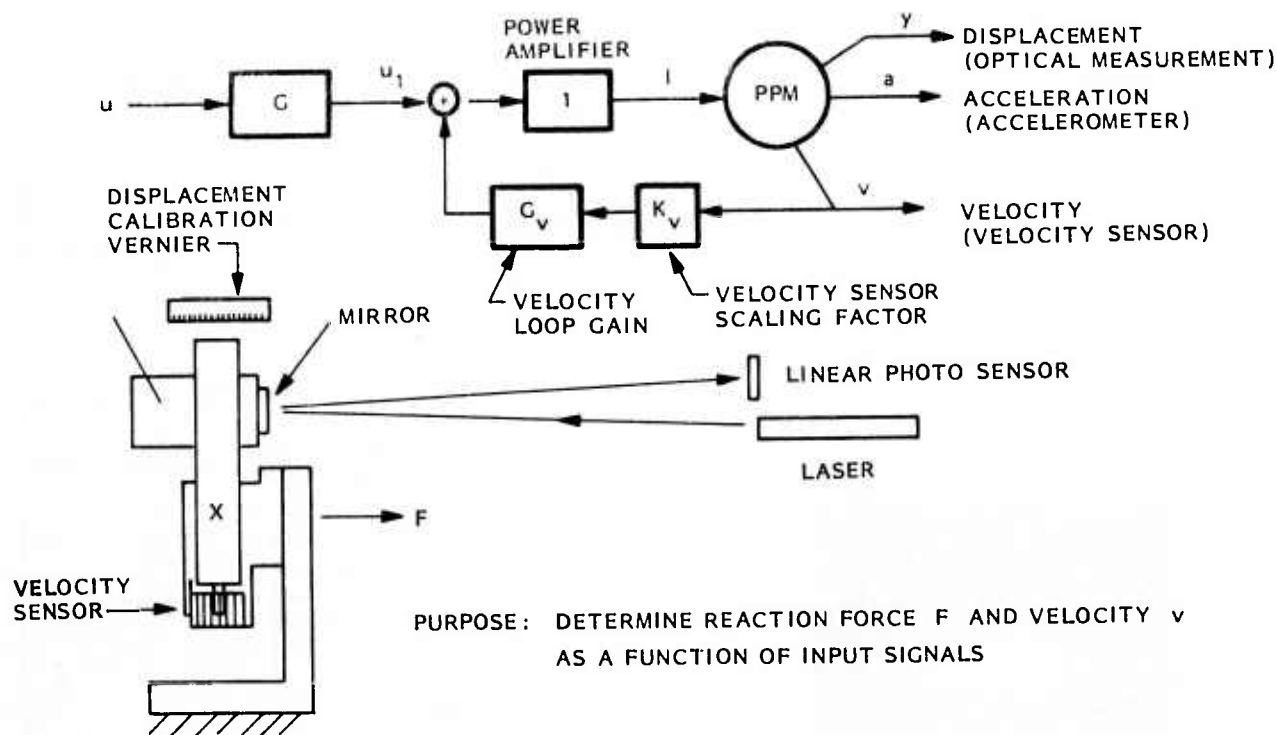 POWER
AMPLIFIER
u
G
u1
+
1
I
PPM
y
DISPLACEMENT
(OPTICAL MEASUREMENT)
a
ACCELERATION
(ACCELEROMETER)
v
VELOCITY
(VELOCITY SENSOR)
Gv
Kv
VELOCITY
LOOP GAIN
VELOCITY SENSOR
SCALING FACTOR
DISPLACEMENT
CALIBRATION
VERNIER
MIRROR
LINEAR PHOTO SENSOR
LASER
X
F
VELOCITY
SENSOR
PURPOSE: DETERMINE REACTION FORCE F AND VELOCITY v
AS A FUNCTION OF INPUT SIGNALS